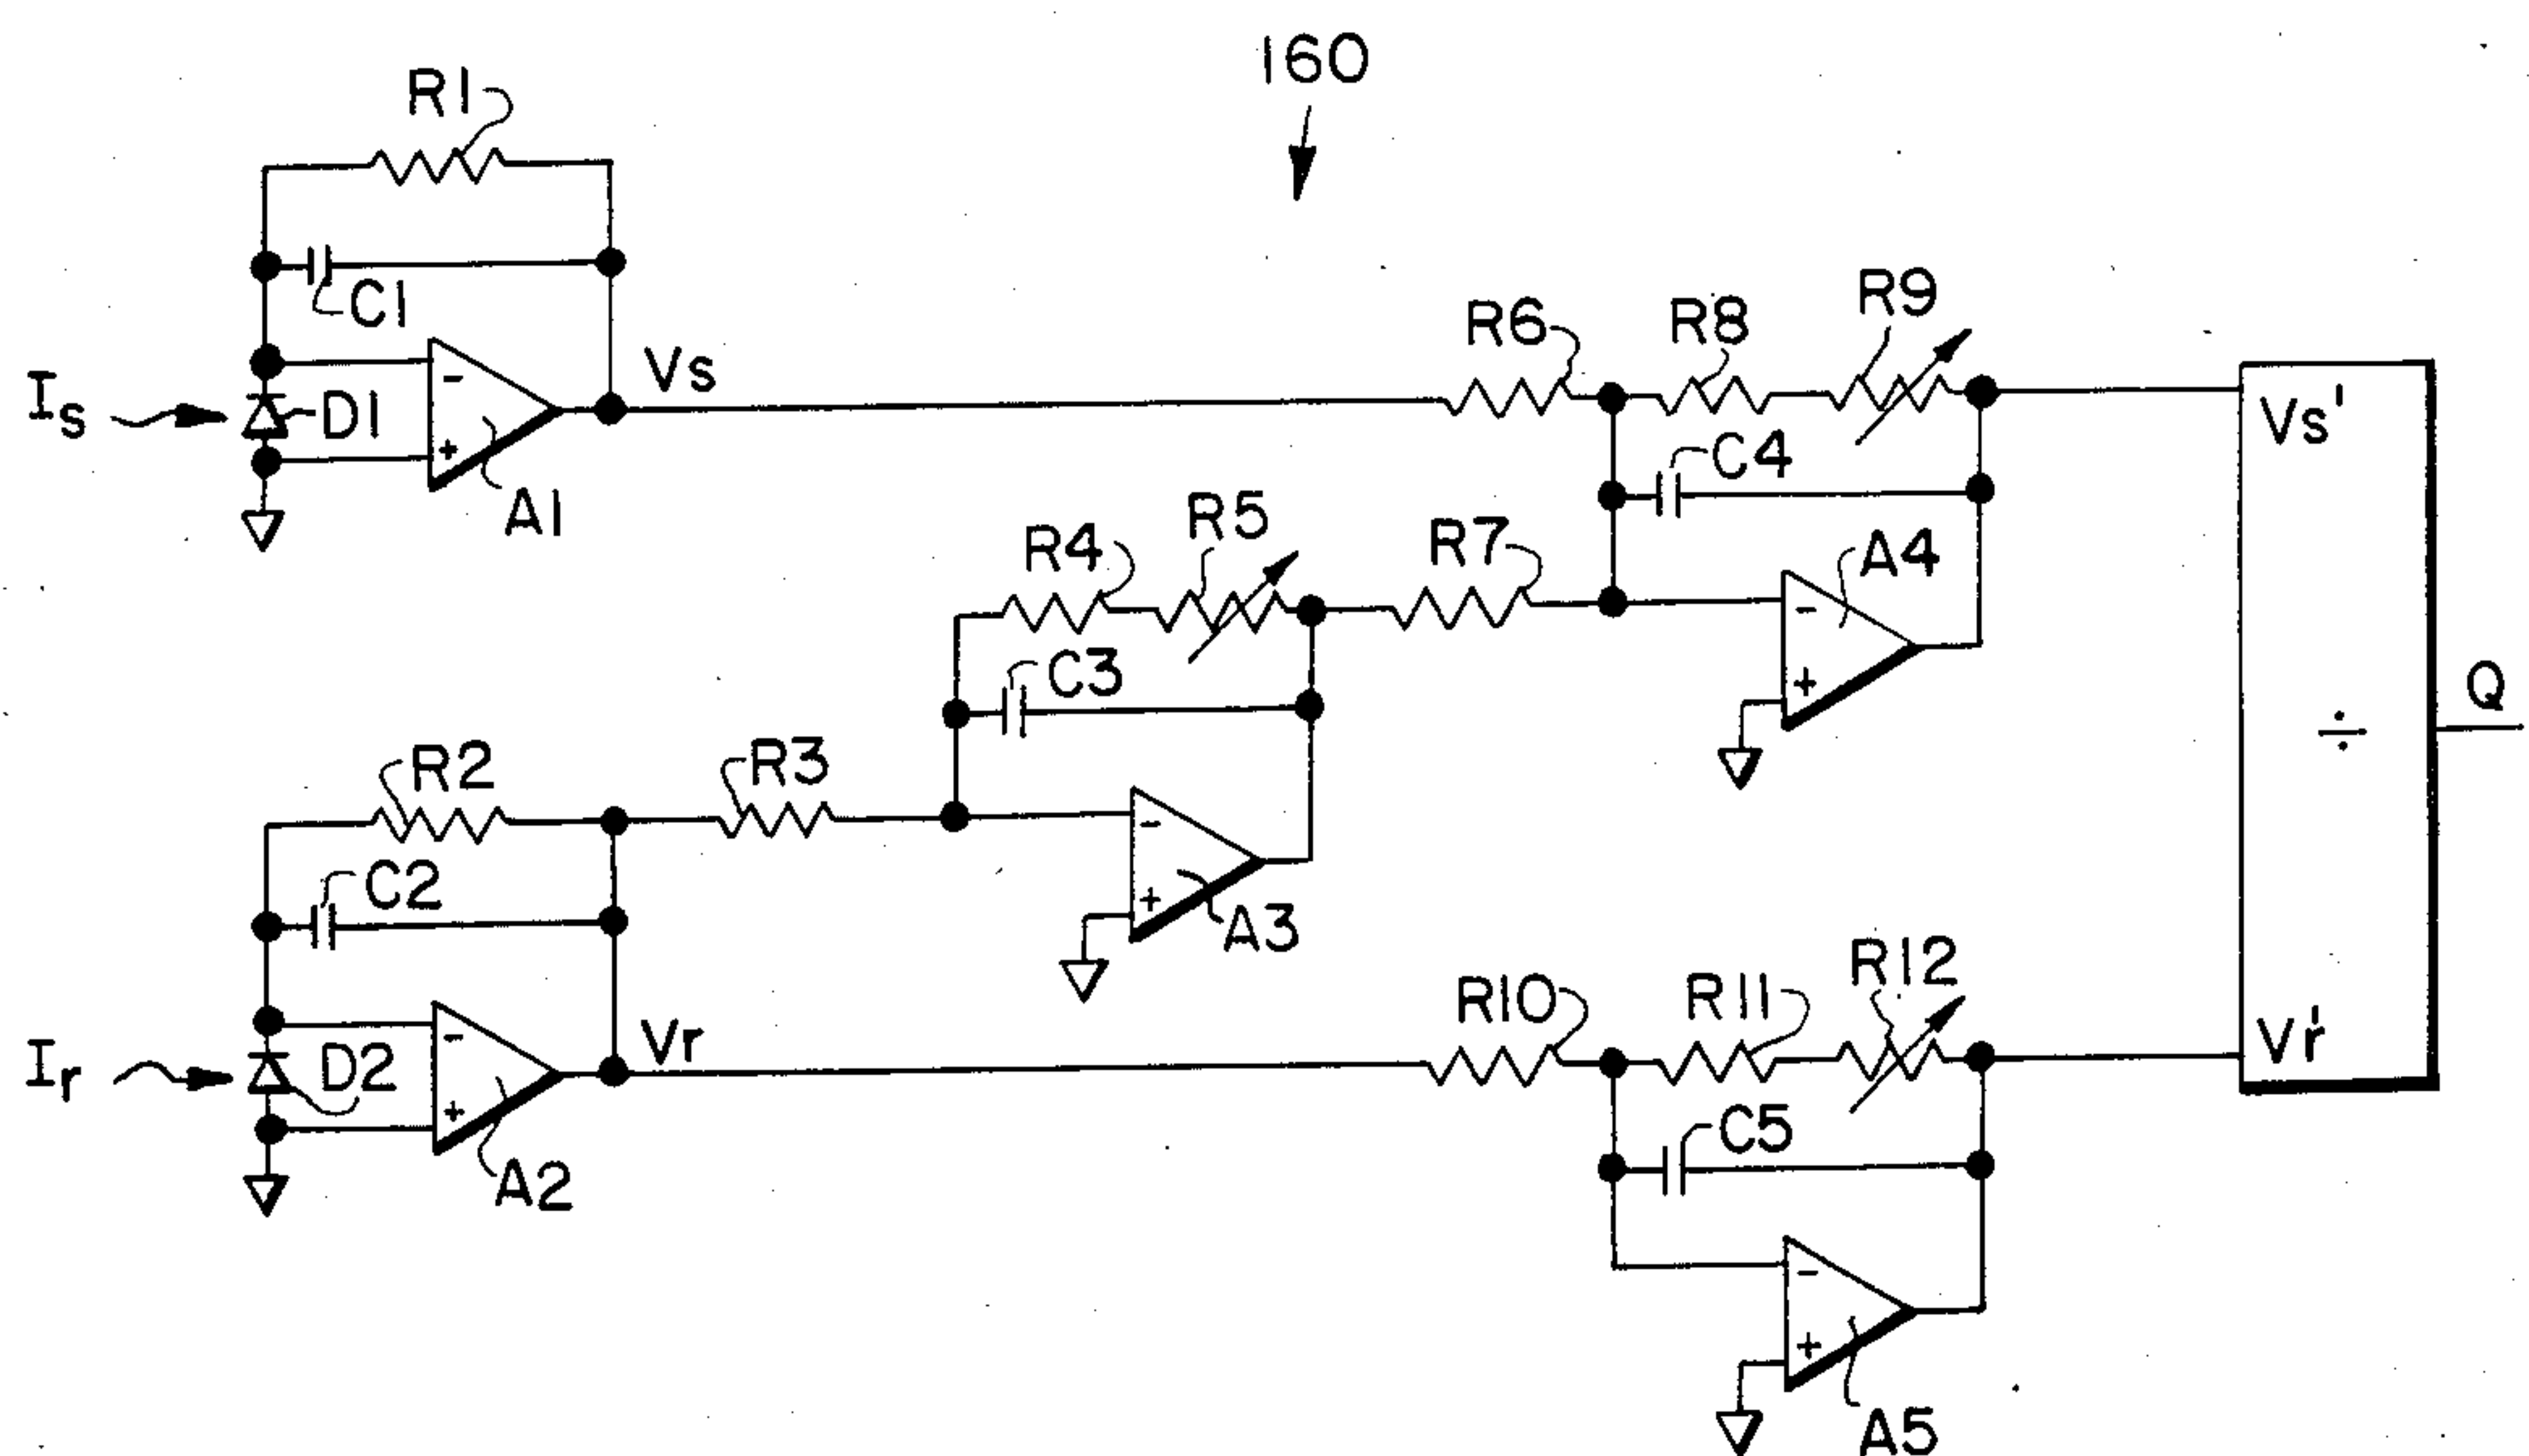 160
R1
C1
Is
D1
Vs
-
+
A1
R6
R8
R9
C4
Vs'
R4
R5
R7
A4
-
+
C3
÷
Q
R2
R3
-
+
A3
C2
Ir
D2
Vr
-
+
A2
R10
R11
R12
Vr'
C5
-
+
A5